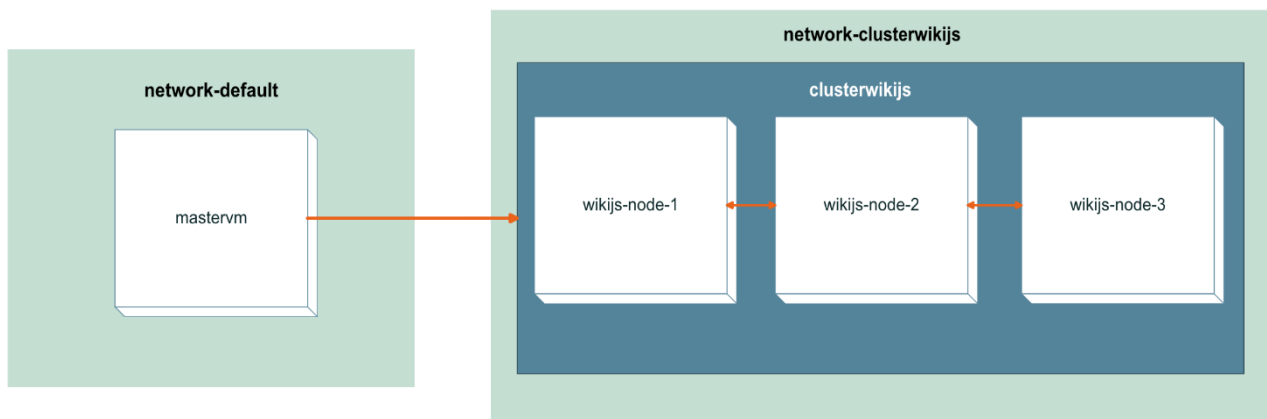 network-default
mastervm
network-clusterwikijs
clusterwikijs
wikijs-node-1
wikijs-node-2
wikijs-node-3